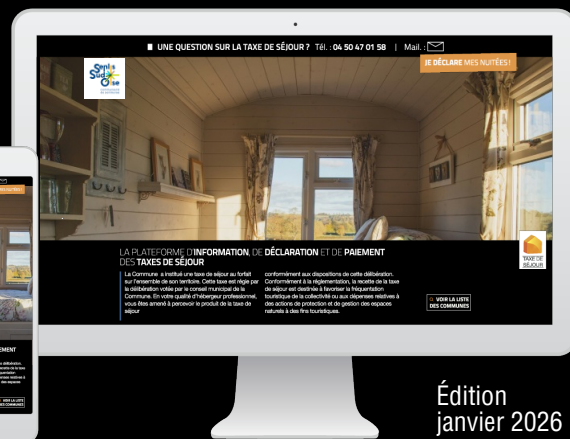 UNE QUESTION SUR LA TAXE DE SÉJOUR ? Tél. : 04 50 47 01 58 | Mail. :
JE DÉCLARE MES NUITÉES !
Senlis
Sud
Oise
LA PLATEFORME D'INFORMATION, DE DÉCLARATION ET DE PAIEMENT
DES TAXES DE SÉJOUR
La Commune a institué une taxe de séjour au forfait
sur l'ensemble de son territoire. Cette taxe est régie par
la délibération votée par le conseil municipal de la
Commune. En votre qualité d'hébergeur professionnel,
vous êtes amené à percevoir le produit de la taxe de
séjour
conformément aux dispositions de cette délibération.
Conformément à la réglementation, la recette de la taxe
de séjour est destinée à favoriser la fréquentation
touristique de la collectivité ou aux dépenses relatives à
des actions de protection et de gestion des espaces
naturels à des fins touristiques.
VOIR LA LISTE
DES COMMUNES
TAXE DE
SÉJOUR
VOIR LA LISTE
DES COMMUNES
Édition
janvier 2026